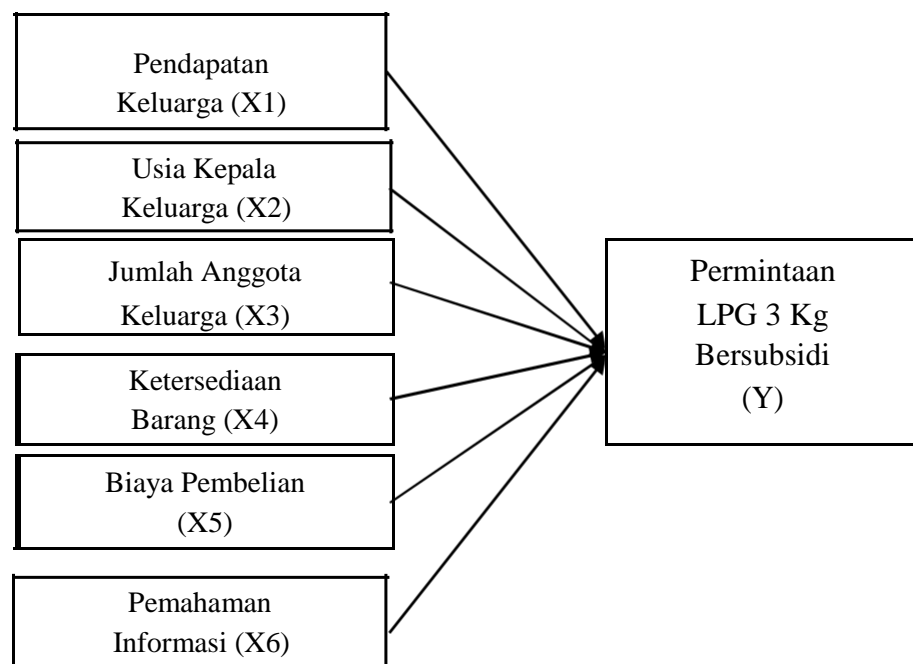 Pendapatan
Keluarga (X1)
Usia Kepala
Keluarga (X2)
Jumlah Anggota
Keluarga (X3)
Ketersediaan
Barang (X4)
Biaya Pembelian
(X5)
Pemahaman
Informasi (X6)
Permintaan
LPG 3 Kg
Bersubsidi
(Y)